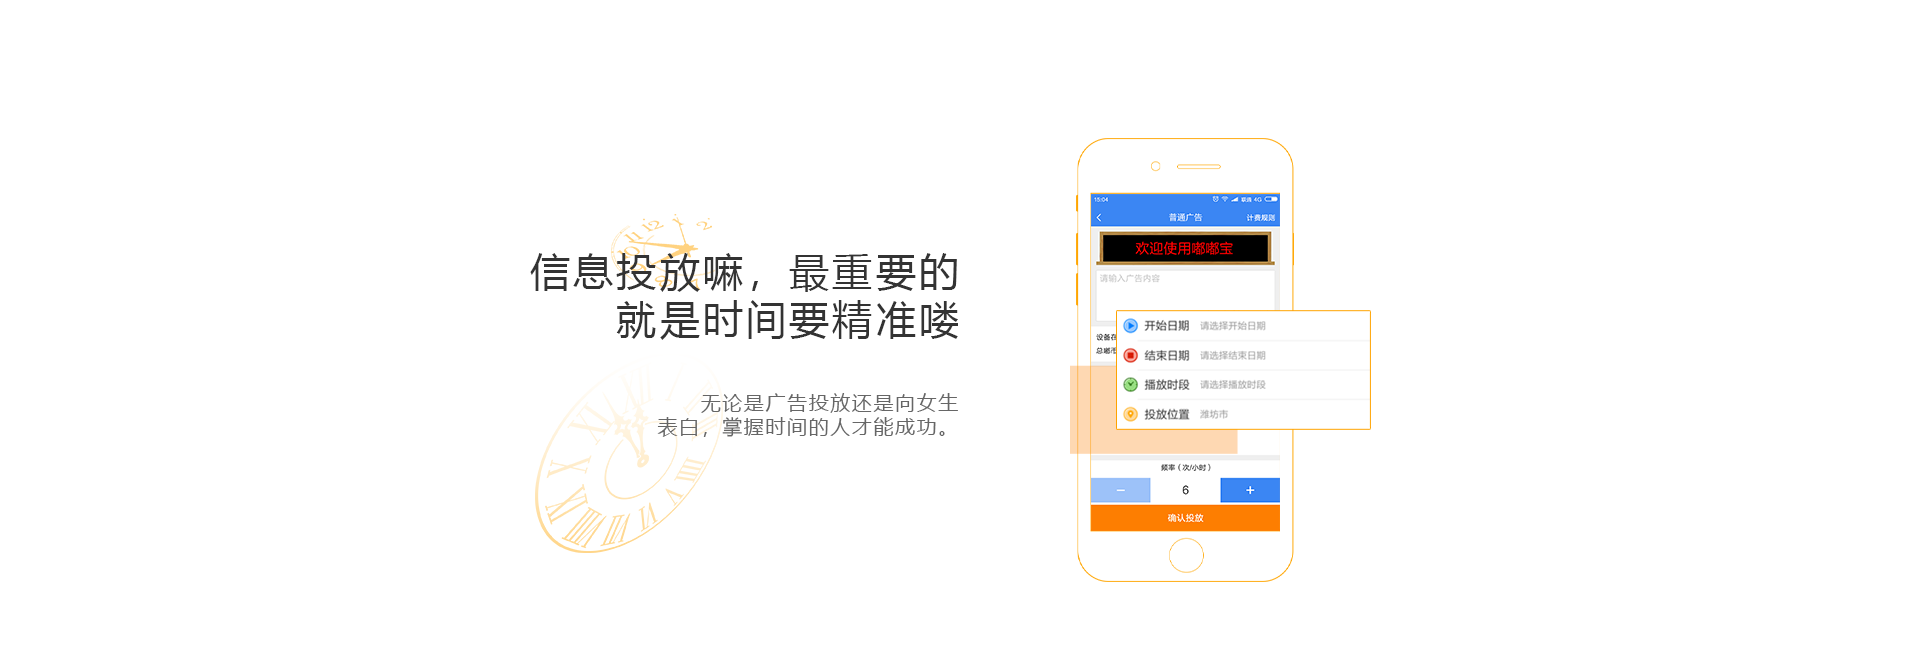 信息投放嘛，最重要的
就是时间要精准喽
无论是广告投放还是向女生
表白，掌握时间的人才能成功。
15:04 联通 4G
普通广告 计费规则
欢迎使用嘟嘟宝
请输入广告内容
设备在
开始日期 请选择开始日期
结束日期 请选择结束日期
播放时段 请选择播放时段
投放位置 潍坊市
频率（次/小时）
− 6 +
确认投放